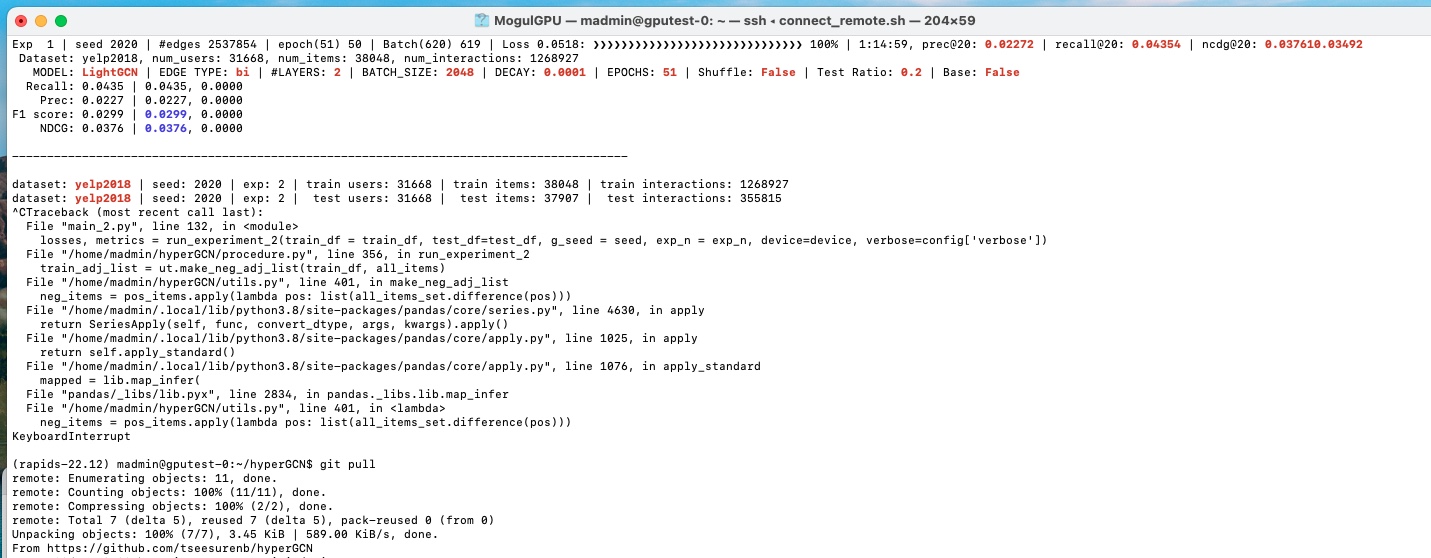 MogulGPU — madmin@gputest-0: ~ — ssh ◂ connect_remote.sh — 204×59
Exp  1 | seed 2020 | #edges 2537854 | epoch(51) 50 | Batch(620) 619 | Loss 0.0518: ❯❯❯❯❯❯❯❯❯❯❯❯❯❯❯❯❯❯❯❯❯❯❯❯❯❯❯❯❯❯ 100% | 1:14:59, prec@20: 0.02272 | recall@20: 0.04354 | ncdg@20: 0.037610.03492
 Dataset: yelp2018, num_users: 31668, num_items: 38048, num_interactions: 1268927
   MODEL: LightGCN | EDGE TYPE: bi | #LAYERS: 2 | BATCH_SIZE: 2048 | DECAY: 0.0001 | EPOCHS: 51 | Shuffle: False | Test Ratio: 0.2 | Base: False
  Recall: 0.0435 | 0.0435, 0.0000
    Prec: 0.0227 | 0.0227, 0.0000
F1 score: 0.0299 | 0.0299, 0.0000
    NDCG: 0.0376 | 0.0376, 0.0000
----------------------------------------------------------------------------------------
dataset: yelp2018 | seed: 2020 | exp: 2 | train users: 31668 | train items: 38048 | train interactions: 1268927
dataset: yelp2018 | seed: 2020 | exp: 2 |  test users: 31668 |  test items: 37907 |  test interactions: 355815
^CTraceback (most recent call last):
  File "main_2.py", line 132, in <module>
    losses, metrics = run_experiment_2(train_df = train_df, test_df=test_df, g_seed = seed, exp_n = exp_n, device=device, verbose=config['verbose'])
  File "/home/madmin/hyperGCN/procedure.py", line 356, in run_experiment_2
    train_adj_list = ut.make_neg_adj_list(train_df, all_items)
  File "/home/madmin/hyperGCN/utils.py", line 401, in make_neg_adj_list
    neg_items = pos_items.apply(lambda pos: list(all_items_set.difference(pos)))
  File "/home/madmin/.local/lib/python3.8/site-packages/pandas/core/series.py", line 4630, in apply
    return SeriesApply(self, func, convert_dtype, args, kwargs).apply()
  File "/home/madmin/.local/lib/python3.8/site-packages/pandas/core/apply.py", line 1025, in apply
    return self.apply_standard()
  File "/home/madmin/.local/lib/python3.8/site-packages/pandas/core/apply.py", line 1076, in apply_standard
    mapped = lib.map_infer(
  File "pandas/_libs/lib.pyx", line 2834, in pandas._libs.lib.map_infer
  File "/home/madmin/hyperGCN/utils.py", line 401, in <lambda>
    neg_items = pos_items.apply(lambda pos: list(all_items_set.difference(pos)))
KeyboardInterrupt
(rapids-22.12) madmin@gputest-0:~/hyperGCN$ git pull
remote: Enumerating objects: 11, done.
remote: Counting objects: 100% (11/11), done.
remote: Compressing objects: 100% (2/2), done.
remote: Total 7 (delta 5), reused 7 (delta 5), pack-reused 0 (from 0)
Unpacking objects: 100% (7/7), 3.45 KiB | 589.00 KiB/s, done.
From https://github.com/tseesurenb/hyperGCN